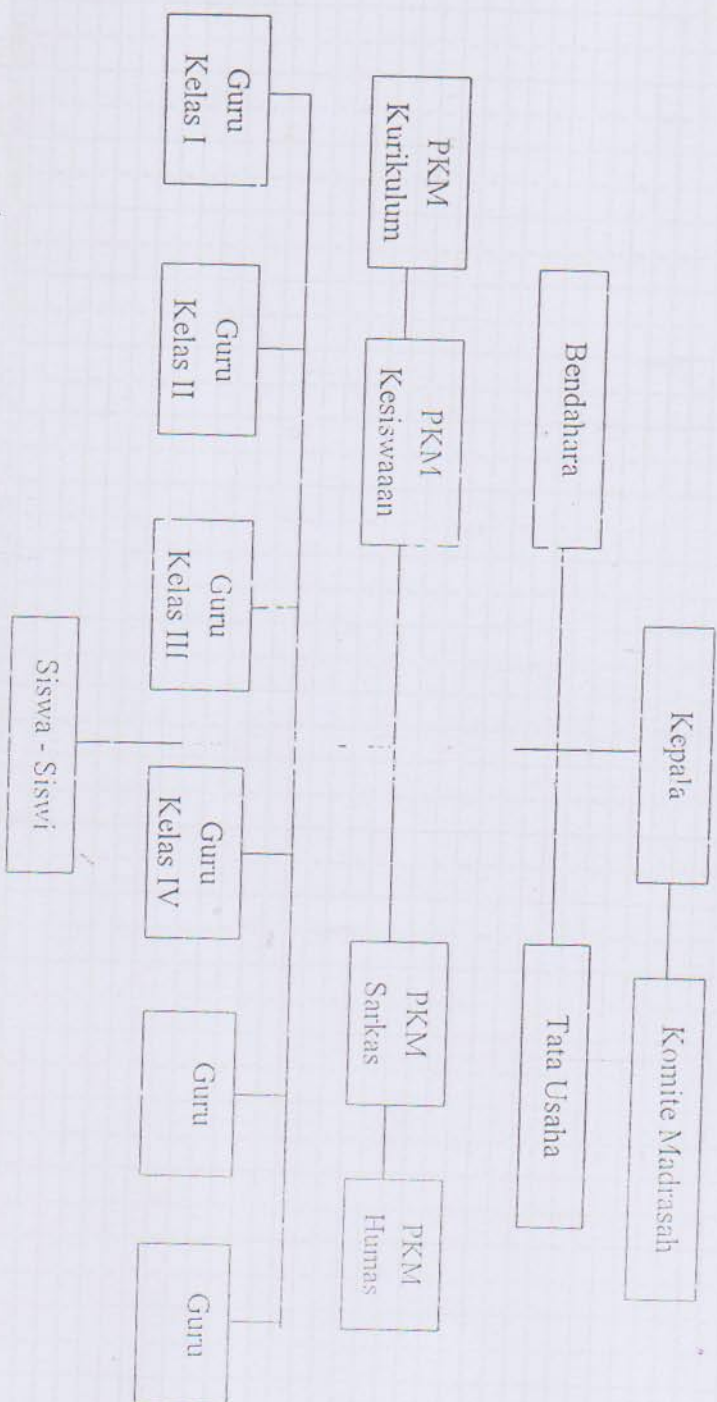 Kepala
Komite Madrasah
Bendahara
Tata Usaha
PKM
Kurikulum
PKM
Kesiswaaan
PKM
Sarkas
PKM
Humas
Guru
Kelas I
Guru
Kelas II
Guru
Kelas III
Guru
Kelas IV
Guru
Guru
Siswa - Siswi